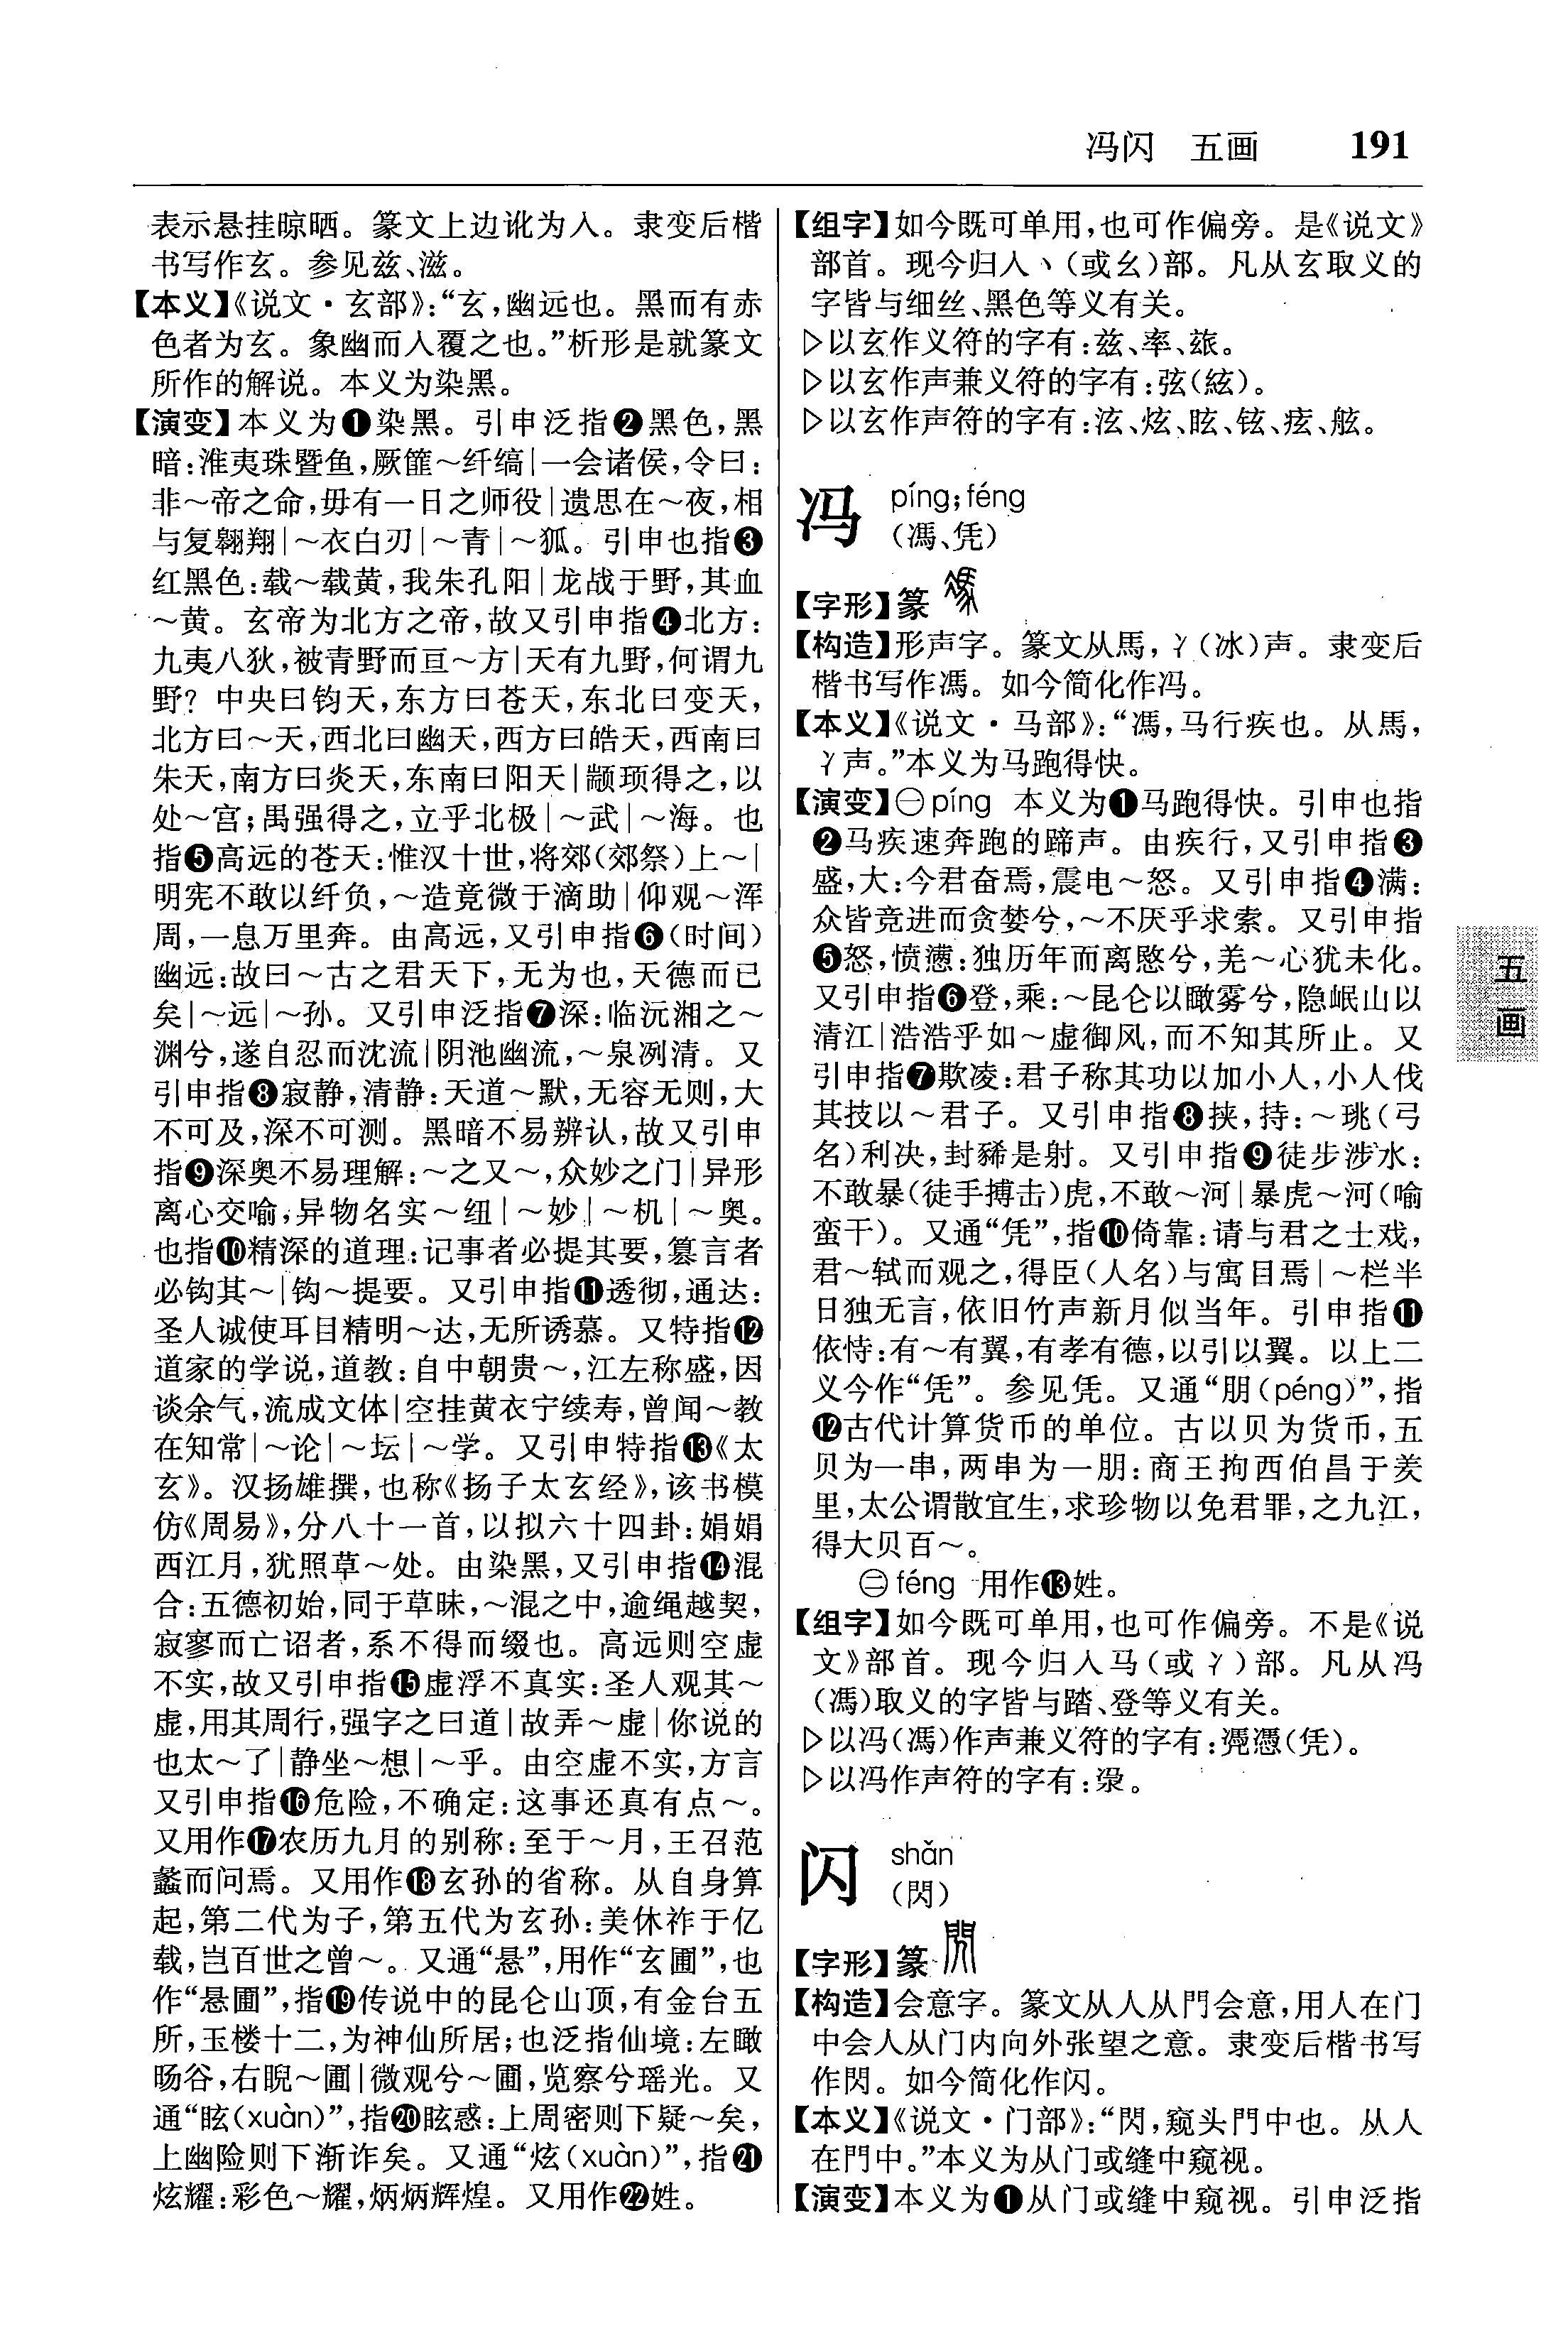 冯闪 五画 191
表示悬挂晾晒。篆文上边讹为入。隶变后楷
书写作玄。参见兹、滋。
【本义】《说文·玄部》:“玄,幽远也。黑而有赤
色者为玄。象幽而入覆之也。”析形是就篆文
所作的解说。本义为染黑。
【演变】本义为❶染黑。引申泛指❷黑色,黑
暗:淮夷珠暨鱼,厥篚～纤缟|一会诸侯,令曰:
非～帝之命,毋有一日之师役|遗思在～夜,相
与复翱翔|～衣白刃|～青|～狐。引申也指❸
红黑色:载～载黄,我朱孔阳|龙战于野,其血
～黄。玄帝为北方之帝,故又引申指❹北方:
九夷八狄,被青野而亘～方|天有九野,何谓九
野?中央曰钧天,东方曰苍天,东北曰变天,
北方曰～天,西北曰幽天,西方曰皓天,西南曰
朱天,南方曰炎天,东南曰阳天|颛顼得之,以
处～宫;禺强得之,立乎北极|～武|～海。也
指❺高远的苍天:惟汉十世,将郊(郊祭)上～|
明宪不敢以纤负,～造竟微于滴助|仰观～浑
周,一息万里奔。由高远,又引申指❻(时间)
幽远:故曰～古之君天下,无为也,天德而已
矣|～远|～孙。又引申泛指❼深:临沅湘之～
渊兮,遂自忍而沈流|阴池幽流,～泉冽清。又
引申指❽寂静,清静:天道～默,无容无则,大
不可及,深不可测。黑暗不易辨认,故又引申
指❾深奥不易理解:～之又～,众妙之门|异形
离心交喻,异物名实～纽|～妙|～机|～奥。
也指❿精深的道理:记事者必提其要,纂言者
必钩其～|钩～提要。又引申指⓫透彻,通达:
圣人诚使耳目精明～达,无所诱慕。又特指⓬
道家的学说,道教:自中朝贵～,江左称盛,因
谈余气,流成文体|空挂黄衣宁续寿,曾闻～教
在知常|～论|～坛|～学。又引申特指⓭《太
玄》。汉扬雄撰,也称《扬子太玄经》,该书模
仿《周易》,分八十一首,以拟六十四卦:娟娟
西江月,犹照草～处。由染黑,又引申指⓮混
合:五德初始,同于草昧,～混之中,逾绳越契,
寂寥而亡诏者,系不得而缀也。高远则空虚
不实,故又引申指⓯虚浮不真实:圣人观其～
虚,用其周行,强字之曰道|故弄～虚|你说的
也太～了|静坐～想|～乎。由空虚不实,方言
又引申指⓰危险,不确定:这事还真有点～。
又用作⓱农历九月的别称:至于～月,王召范
蠡而问焉。又用作⓲玄孙的省称。从自身算
起,第二代为子,第五代为玄孙:美休祚于亿
载,岂百世之曾～。又通“悬”,用作“玄圃”,也
作“悬圃”,指⓳传说中的昆仑山顶,有金台五
所,玉楼十二,为神仙所居;也泛指仙境:左瞰
旸谷,右睨～圃|微观兮～圃,览察兮瑶光。又
通“眩(xuàn)”,指⓴眩惑:上周密则下疑～矣,
上幽险则下渐诈矣。又通“炫(xuàn)”,指㉑
炫耀:彩色～耀,炳炳辉煌。又用作㉒姓。
【组字】如今既可单用,也可作偏旁。是《说文》
部首。现今归入丶(或幺)部。凡从玄取义的
字皆与细丝、黑色等义有关。
▷以玄作义符的字有:兹、率、玈。
▷以玄作声兼义符的字有:弦(絃)。
▷以玄作声符的字有:泫、炫、眩、铉、痃、舷。
冯 píng;féng
(馮、凭)
【字形】篆
【构造】形声字。篆文从馬,冫(冰)声。隶变后
楷书写作馮。如今简化作冯。
【本义】《说文·马部》:“馮,马行疾也。从馬,
冫声。”本义为马跑得快。
【演变】㊀píng 本义为❶马跑得快。引申也指
❷马疾速奔跑的蹄声。由疾行,又引申指❸
盛,大:今君奋焉,震电～怒。又引申指❹满:
众皆竞进而贪婪兮,～不厌乎求索。又引申指
❺怒,愤懑:独历年而离愍兮,羌～心犹未化。
又引申指❻登,乘:～昆仑以瞰雾兮,隐岷山以
清江|浩浩乎如～虚御风,而不知其所止。又
引申指❼欺凌:君子称其功以加小人,小人伐
其技以～君子。又引申指❽挟,持:～珧(弓
名)利决,封豨是射。又引申指❾徒步涉水:
不敢暴(徒手搏击)虎,不敢～河|暴虎～河(喻
蛮干)。又通“凭”,指❿倚靠:请与君之士戏,
君～轼而观之,得臣(人名)与寓目焉|～栏半
日独无言,依旧竹声新月似当年。引申指⓫
依恃:有～有翼,有孝有德,以引以翼。以上二
义今作“凭”。参见凭。又通“朋(péng)”,指
⓬古代计算货币的单位。古以贝为货币,五
贝为一串,两串为一朋:商王拘西伯昌于羑
里,太公谓散宜生,求珍物以免君罪,之九江,
得大贝百～。
㊁féng 用作⓭姓。
【组字】如今既可单用,也可作偏旁。不是《说
文》部首。现今归入马(或冫)部。凡从冯
(馮)取义的字皆与踏、登等义有关。
▷以冯(馮)作声兼义符的字有:凴憑(凭)。
▷以冯作声符的字有:。
闪 shǎn
(閃)
【字形】篆
【构造】会意字。篆文从人从門会意,用人在门
中会人从门内向外张望之意。隶变后楷书写
作閃。如今简化作闪。
【本义】《说文·门部》:“閃,窥头門中也。从人
在門中。”本义为从门或缝中窥视。
【演变】本义为❶从门或缝中窥视。引申泛指
五
画